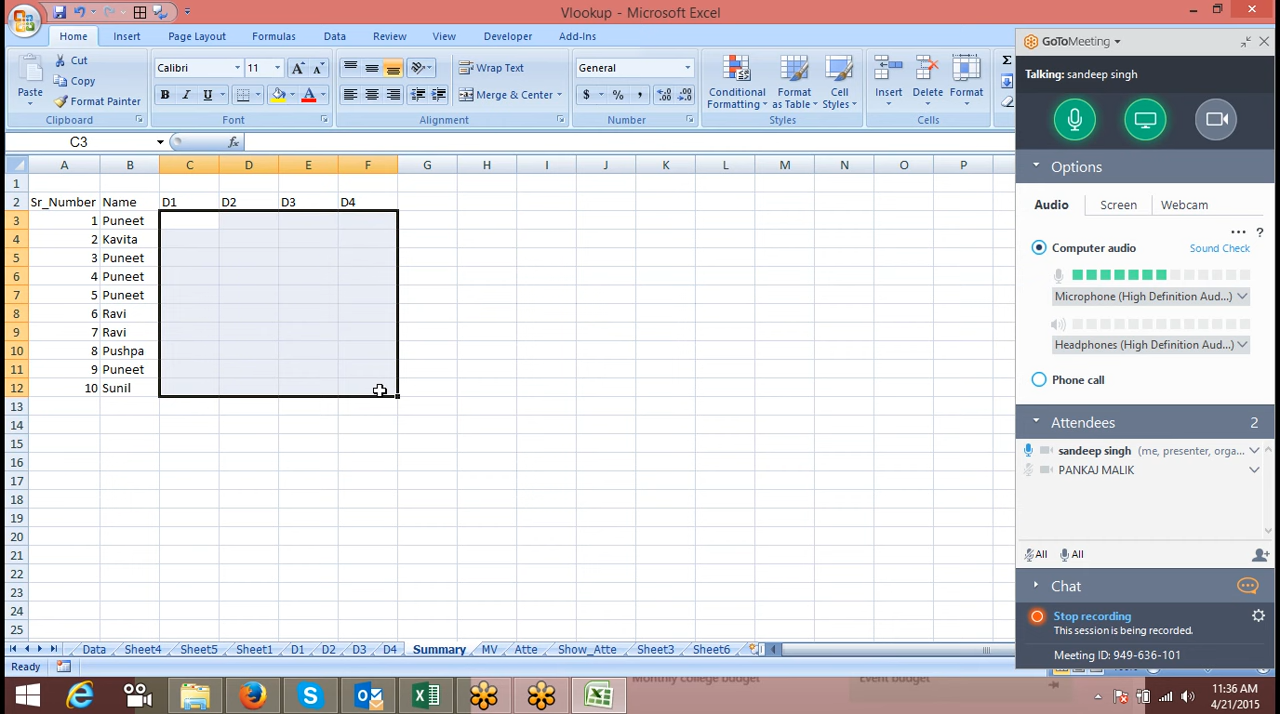 Vlookup - Microsoft Excel
Home Insert Page Layout Formulas Data Review View Developer Add-Ins
Paste Cut Copy Format Painter Clipboard
Calibri 11 B I U Font
Wrap Text Merge & Center Alignment
General $ % , Number
Conditional Formatting Format as Table Cell Styles Styles
Insert Delete Format Cells
C3 fx
A B C D E F G H I J K L M N O P
1
2 Sr_Number Name D1 D2 D3 D4
3 1 Puneet
4 2 Kavita
5 3 Puneet
6 4 Puneet
7 5 Puneet
8 6 Ravi
9 7 Ravi
10 8 Pushpa
11 9 Puneet
12 10 Sunil
13
14
15
16
17
18
19
20
21
22
23
24
25
Data Sheet4 Sheet5 Sheet1 D1 D2 D3 D4 Summary MV Atte Show_Atte Sheet3 Sheet6
Ready
GoToMeeting
Talking: sandeep singh
Options
Audio Screen Webcam
... ?
Computer audio Sound Check
Microphone (High Definition Aud...)
Headphones (High Definition Aud...)
Phone call
Attendees 2
sandeep singh (me, presenter, orga...
PANKAJ MALIK
All All
Chat
Stop recording
This session is being recorded.
Meeting ID: 949-636-101
Monthly college budget Event budget
11:36 AM
4/21/2015